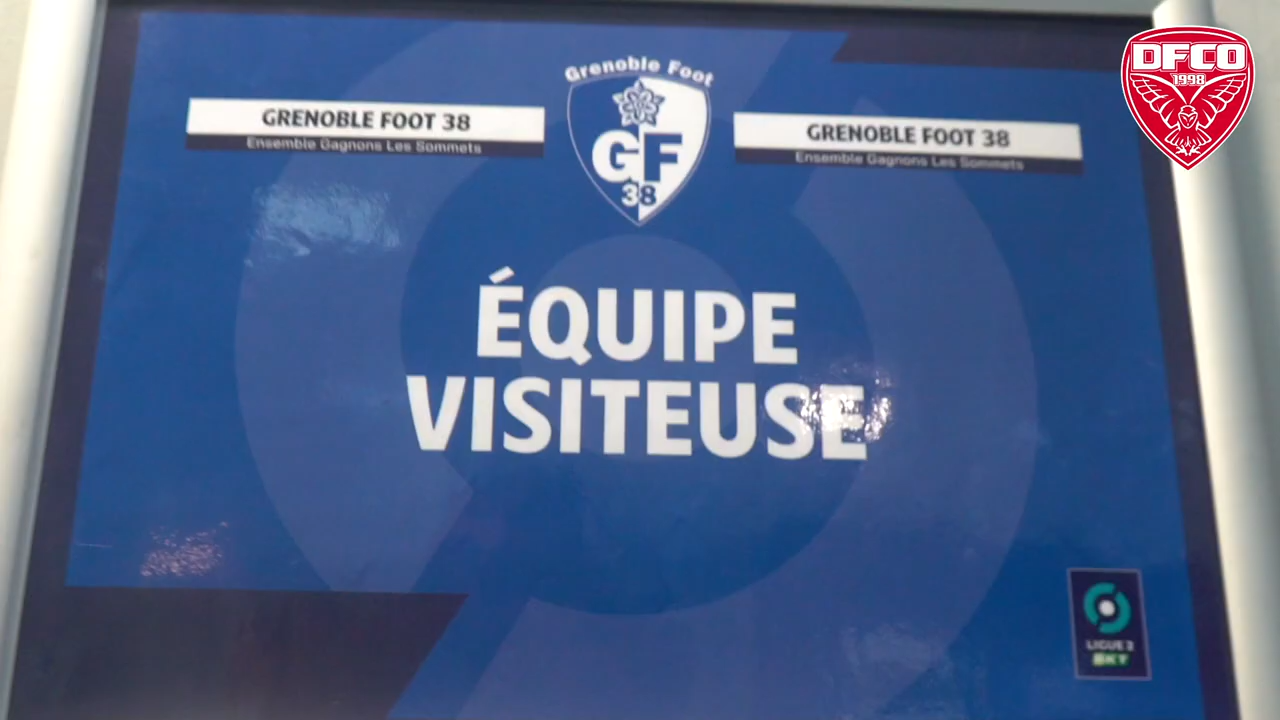 Grenoble Foot
GF
38
GRENOBLE FOOT 38
Ensemble Gagnons Les Sommets
GRENOBLE FOOT 38
Ensemble Gagnons Les Sommets
DFCO
1998
ÉQUIPE
VISITEUSE
LIGUE 2
BKT